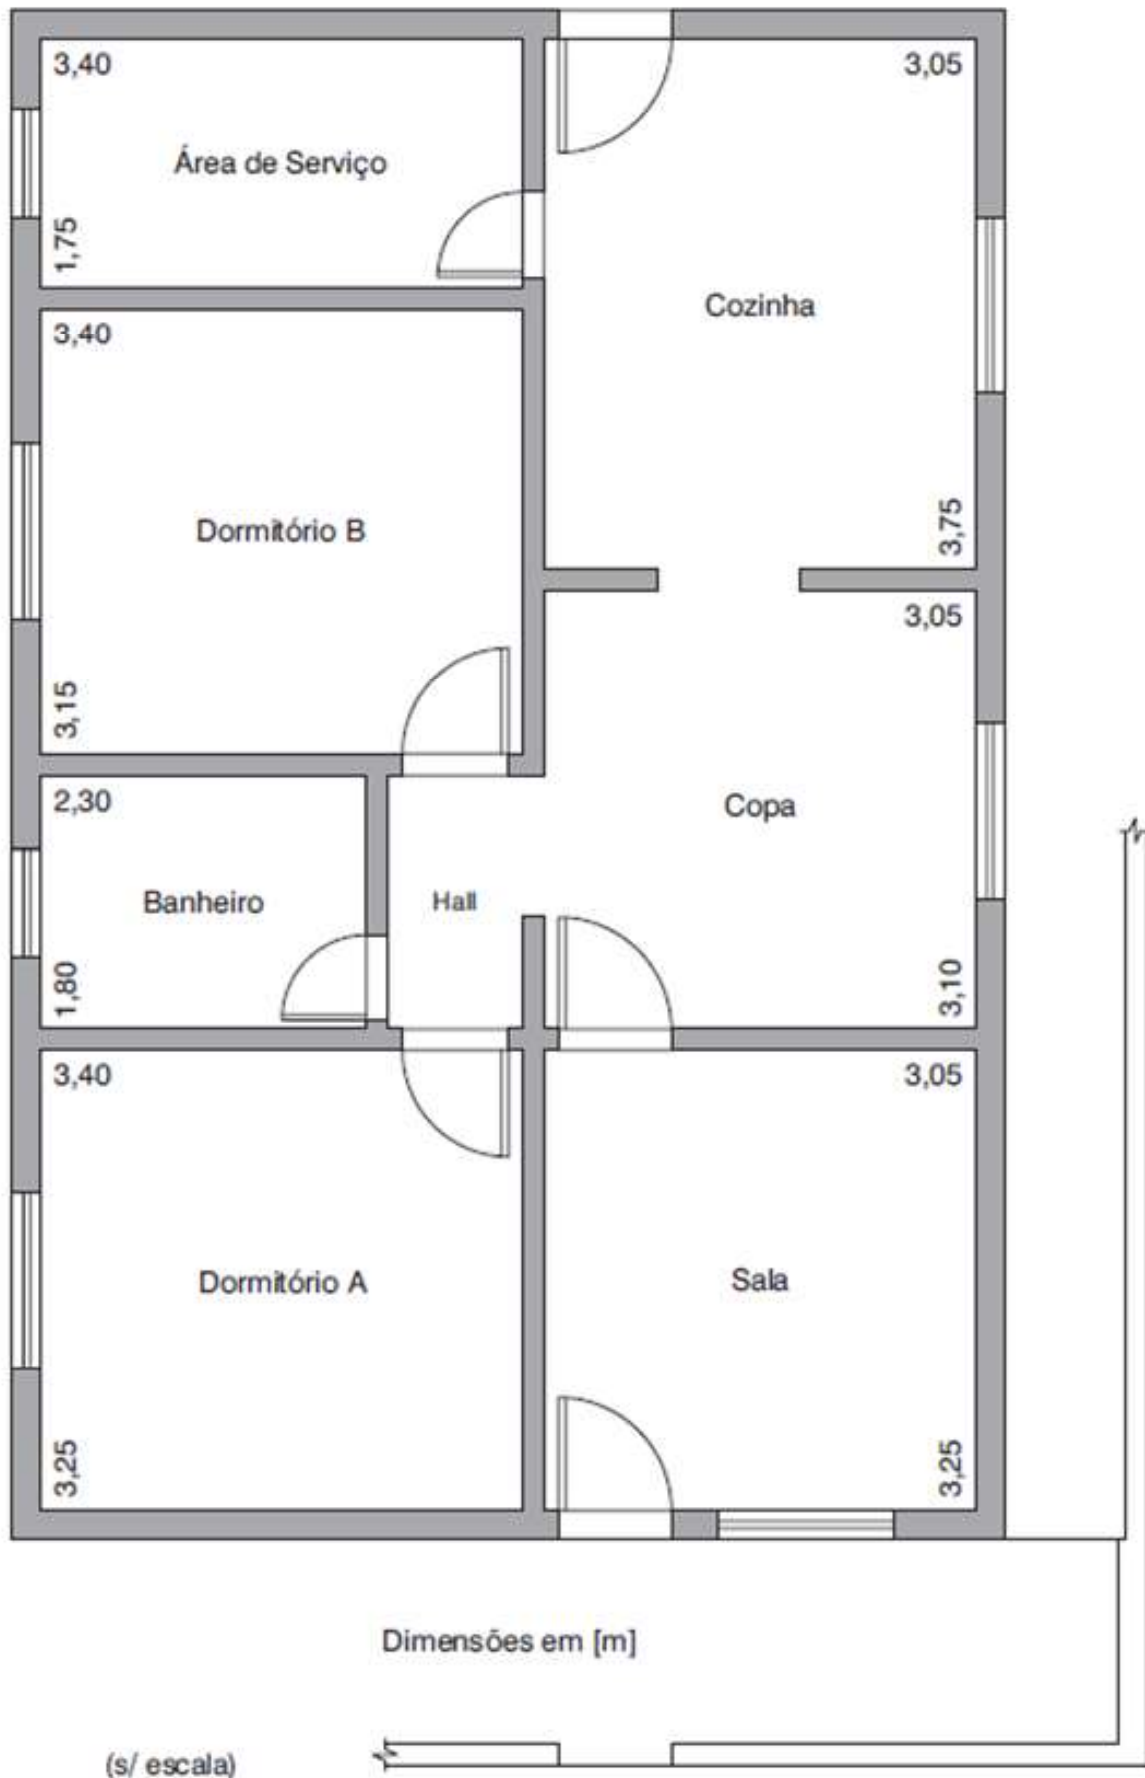 3,40
3,05
Área de Serviço
1,75
Cozinha
3,40
3,75
Dormitório B
3,05
3,15
2,30
Copa
Banheiro
Hall
1,80
3,10
3,40
3,05
Dormitório A
Sala
3,25
3,25
Dimensões em [m]
(s/ escala)